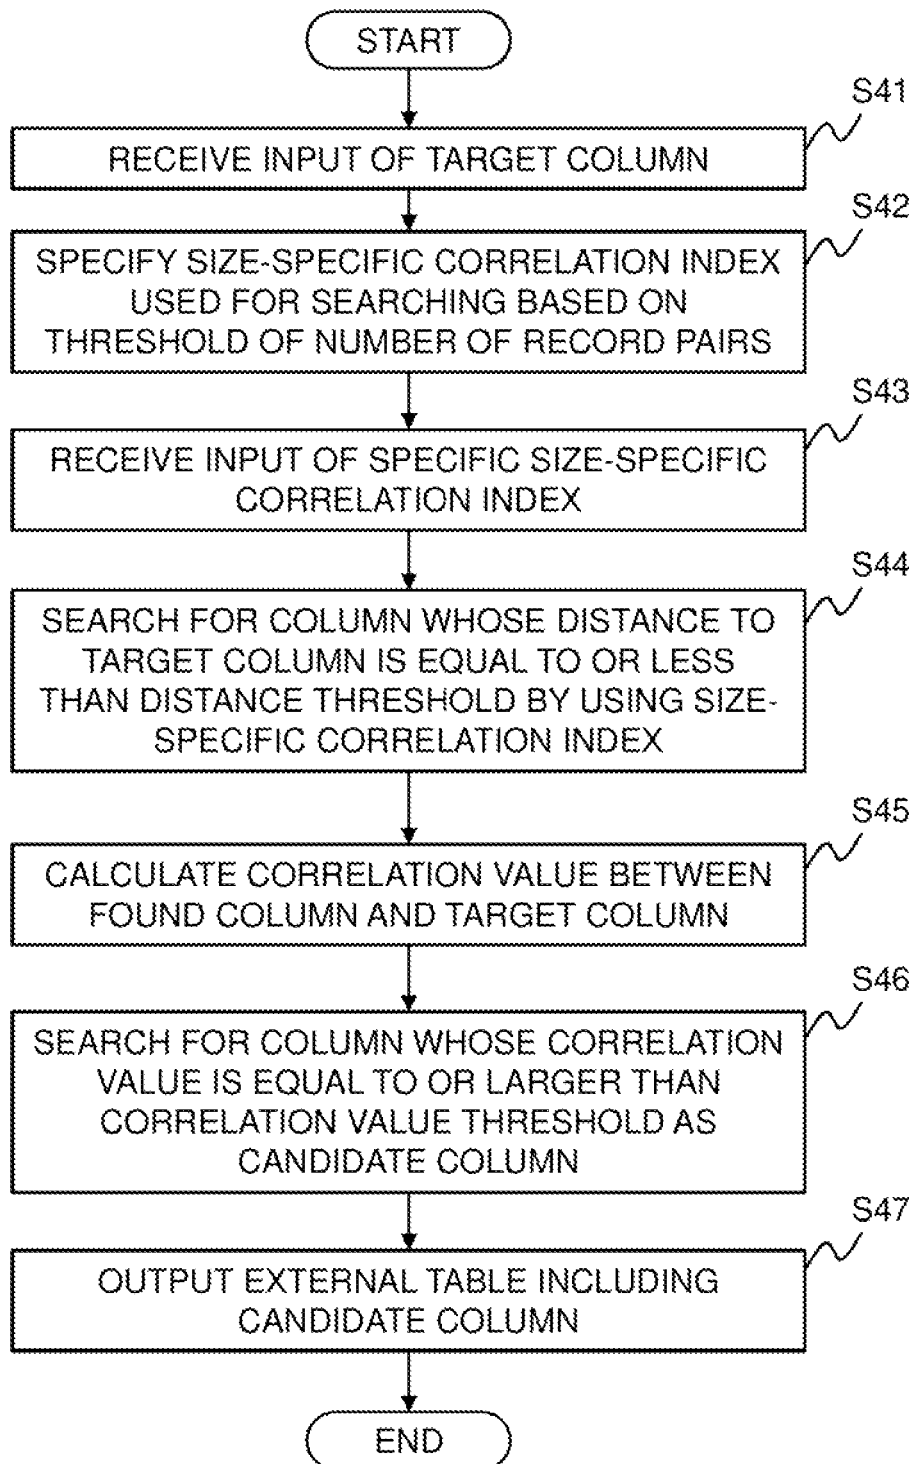 START
S41
RECEIVE INPUT OF TARGET COLUMN
S42
SPECIFY SIZE-SPECIFIC CORRELATION INDEX
USED FOR SEARCHING BASED ON
THRESHOLD OF NUMBER OF RECORD PAIRS
S43
RECEIVE INPUT OF SPECIFIC SIZE-SPECIFIC
CORRELATION INDEX
S44
SEARCH FOR COLUMN WHOSE DISTANCE TO
TARGET COLUMN IS EQUAL TO OR LESS
THAN DISTANCE THRESHOLD BY USING SIZE-
SPECIFIC CORRELATION INDEX
S45
CALCULATE CORRELATION VALUE BETWEEN
FOUND COLUMN AND TARGET COLUMN
S46
SEARCH FOR COLUMN WHOSE CORRELATION
VALUE IS EQUAL TO OR LARGER THAN
CORRELATION VALUE THRESHOLD AS
CANDIDATE COLUMN
S47
OUTPUT EXTERNAL TABLE INCLUDING
CANDIDATE COLUMN
END